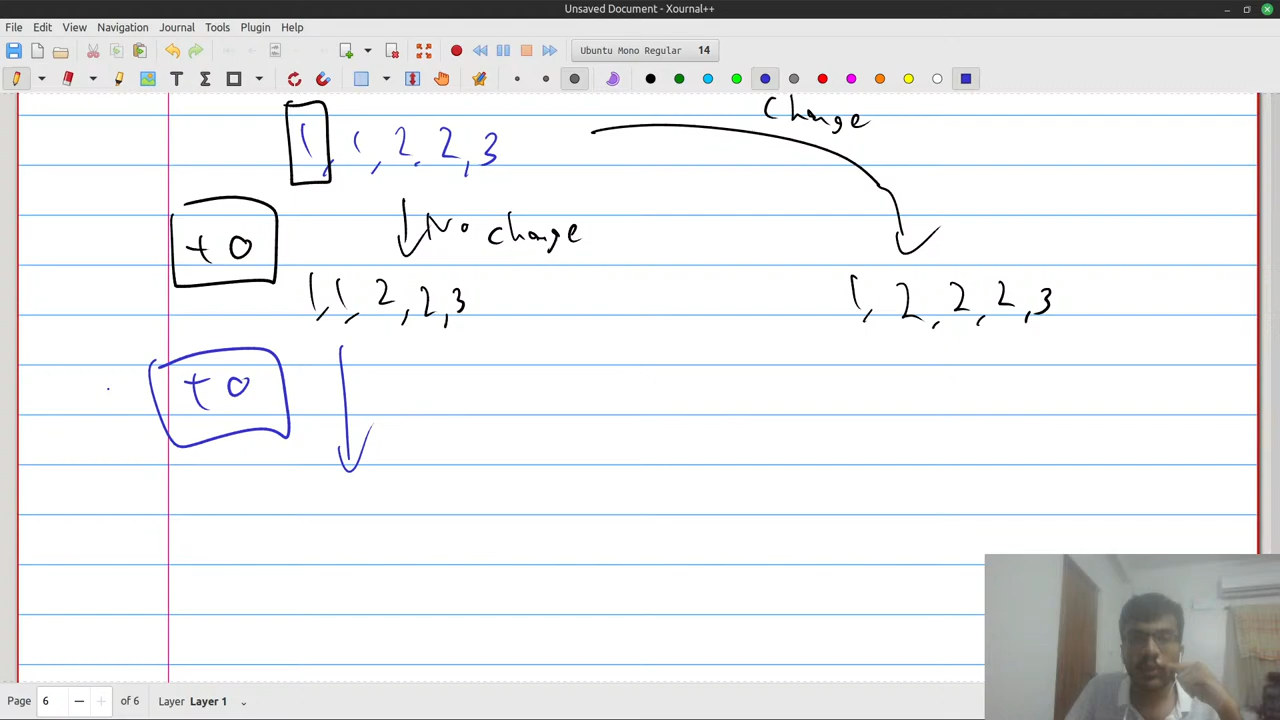 Unsaved Document - Xournal++
File Edit View Navigation Journal Tools Plugin Help
Ubuntu Mono Regular 14
Change
1, 1, 2, 2, 3
+0
No change
1, 1, 2, 2, 3
1, 2, 2, 2, 3
+0
Page 6 of 6 Layer Layer 1